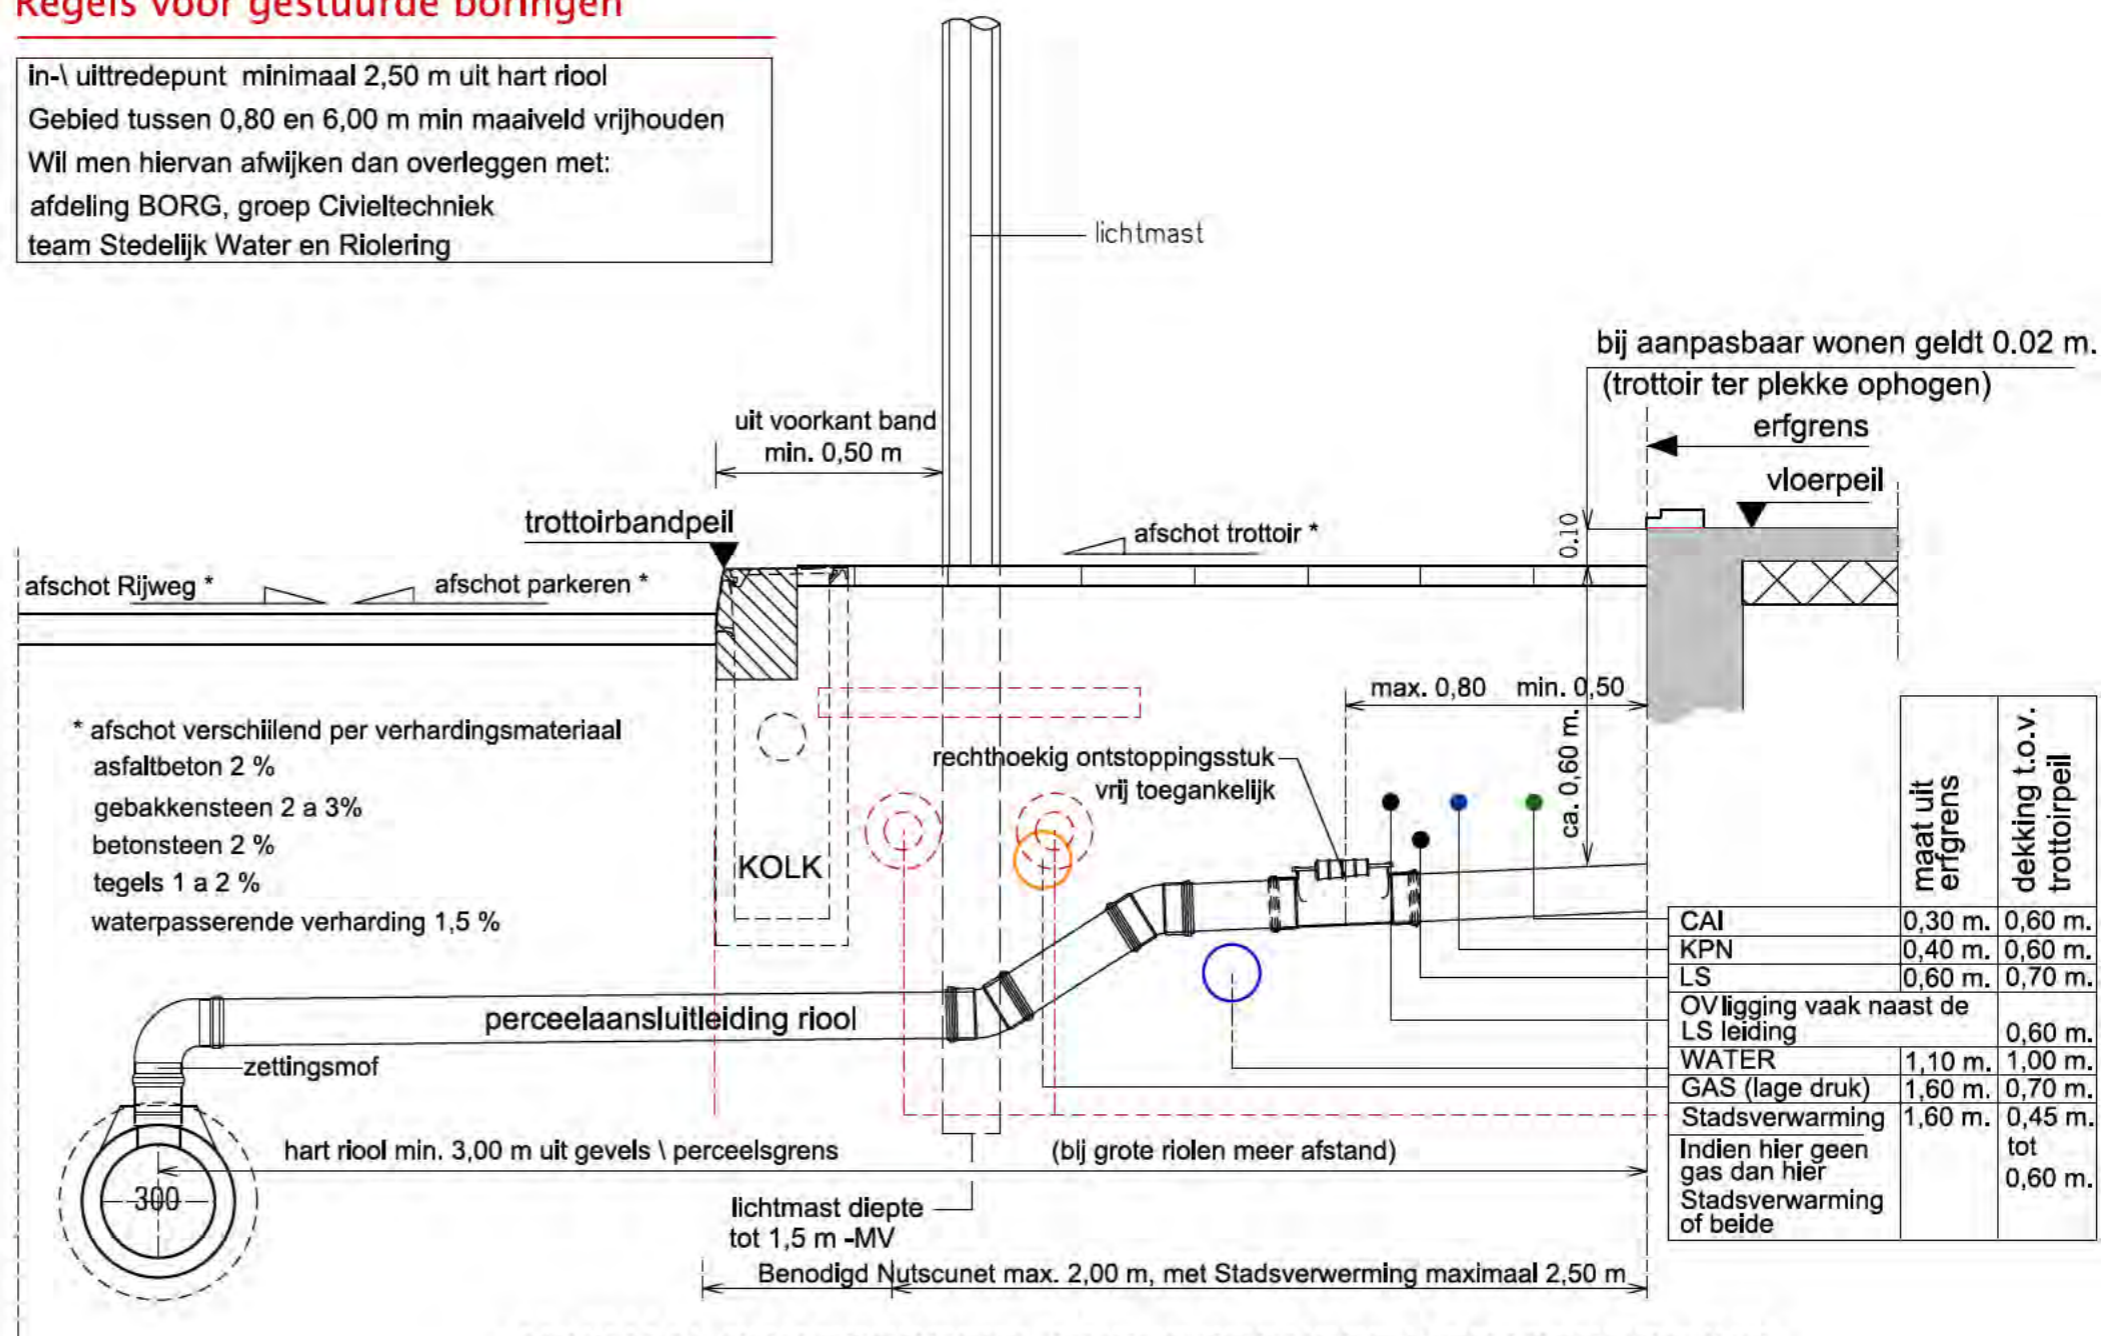 Regels voor gestuurde boringen
in-\ uittredepunt minimaal 2,50 m uit hart riool
Gebied tussen 0,80 en 6,00 m min maaiveld vrijhouden
Wil men hiervan afwijken dan overleggen met:
afdeling BORG, groep Civieltechniek
team Stedelijk Water en Riolering
lichtmast
bij aanpasbaar wonen geldt 0.02 m.
(trottoir ter plekke ophogen)
erfgrens
vloerpeil
uit voorkant band
min. 0,50 m
trottoirbandpeil
afschot trottoir *
0.10
afschot Rijweg *
afschot parkeren *
* afschot verschillend per verhardingsmateriaal
asfaltbeton 2 %
gebakkensteen 2 a 3%
betonsteen 2 %
tegels 1 a 2 %
waterpasserende verharding 1,5 %
KOLK
max. 0,80 min. 0,50
ca. 0,60 m.
rechthoekig ontstoppingsstuk
vrij toegankelijk
perceelaansluitleiding riool
zettingsmof
300
hart riool min. 3,00 m uit gevels \ perceelsgrens
(bij grote riolen meer afstand)
lichtmast diepte
tot 1,5 m -MV
Benodigd Nutscunet max. 2,00 m, met Stadsverwerming maximaal 2,50 m
maat uit
erfgrens
dekking t.o.v.
trottoirpeil
CAI 0,30 m. 0,60 m.
KPN 0,40 m. 0,60 m.
LS 0,60 m. 0,70 m.
OV ligging vaak naast de
LS leiding 0,60 m.
WATER 1,10 m. 1,00 m.
GAS (lage druk) 1,60 m. 0,70 m.
Stadsverwarming 1,60 m. 0,45 m.
Indien hier geen tot
gas dan hier 0,60 m.
Stadsverwarming
of beide